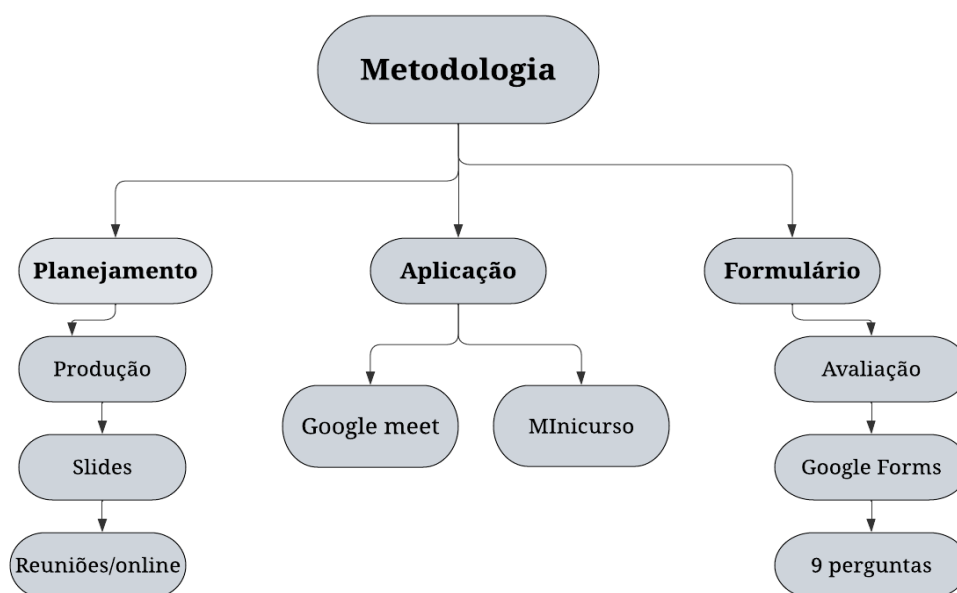 Metodologia
Planejamento
Aplicação
Formulário
Produção
Avaliação
Google meet
MInicurso
Slides
Google Forms
Reuniões/online
9 perguntas